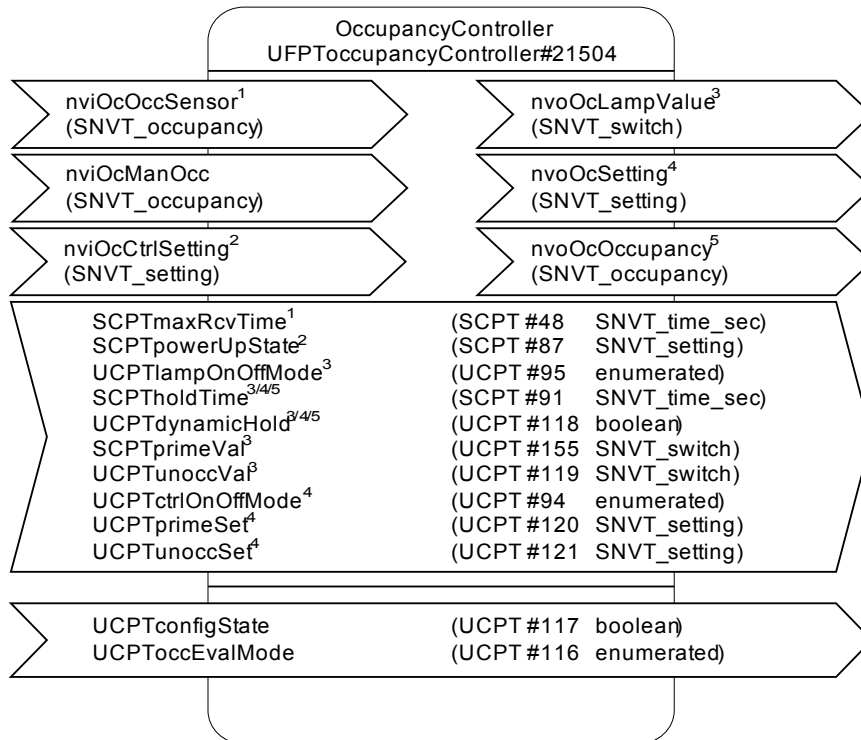 OccupancyController
UFPToccupancyController#21504
nviOcOccSensor¹
(SNVT_occupancy)
nvoOcLampValue³
(SNVT_switch)
nviOcManOcc
(SNVT_occupancy)
nvoOcSetting⁴
(SNVT_setting)
nviOcCtrlSetting²
(SNVT_setting)
nvoOcOccupancy⁵
(SNVT_occupancy)
SCPTmaxRcvTime¹ (SCPT #48 SNVT_time_sec)
SCPTpowerUpState² (SCPT #87 SNVT_setting)
UCPTlampOnOffMode³ (UCPT #95 enumerated)
SCPTholdTime³/⁴/⁵ (SCPT #91 SNVT_time_sec)
UCPTdynamicHold³/⁴/⁵ (UCPT #118 boolean)
SCPTprimeVal³ (UCPT #155 SNVT_switch)
UCPTunoccVal³ (UCPT #119 SNVT_switch)
UCPTctrlOnOffMode⁴ (UCPT #94 enumerated)
UCPTprimeSet⁴ (UCPT #120 SNVT_setting)
UCPTunoccSet⁴ (UCPT #121 SNVT_setting)
UCPTconfigState (UCPT #117 boolean)
UCPToccEvalMode (UCPT #116 enumerated)